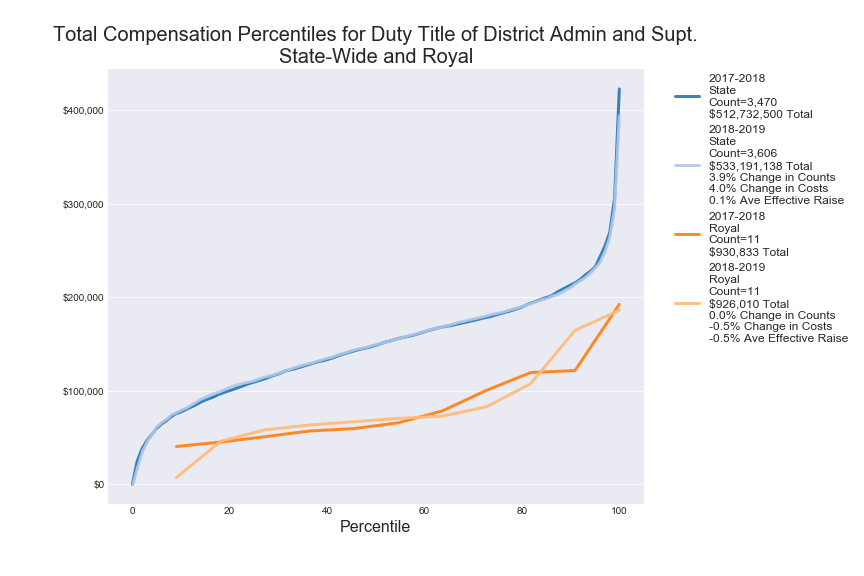 Total Compensation Percentiles for Duty Title of District Admin and Supt.
State-Wide and Royal
$400,000
$300,000
$200,000
$100,000
$0
0
20
40
60
80
100
Percentile
2017-2018
State
Count=3,470
$512,732,500 Total
2018-2019
State
Count=3,606
$533,191,138 Total
3.9% Change in Counts
4.0% Change in Costs
0.1% Ave Effective Raise
2017-2018
Royal
Count=11
$930,833 Total
2018-2019
Royal
Count=11
$926,010 Total
0.0% Change in Counts
-0.5% Change in Costs
-0.5% Ave Effective Raise